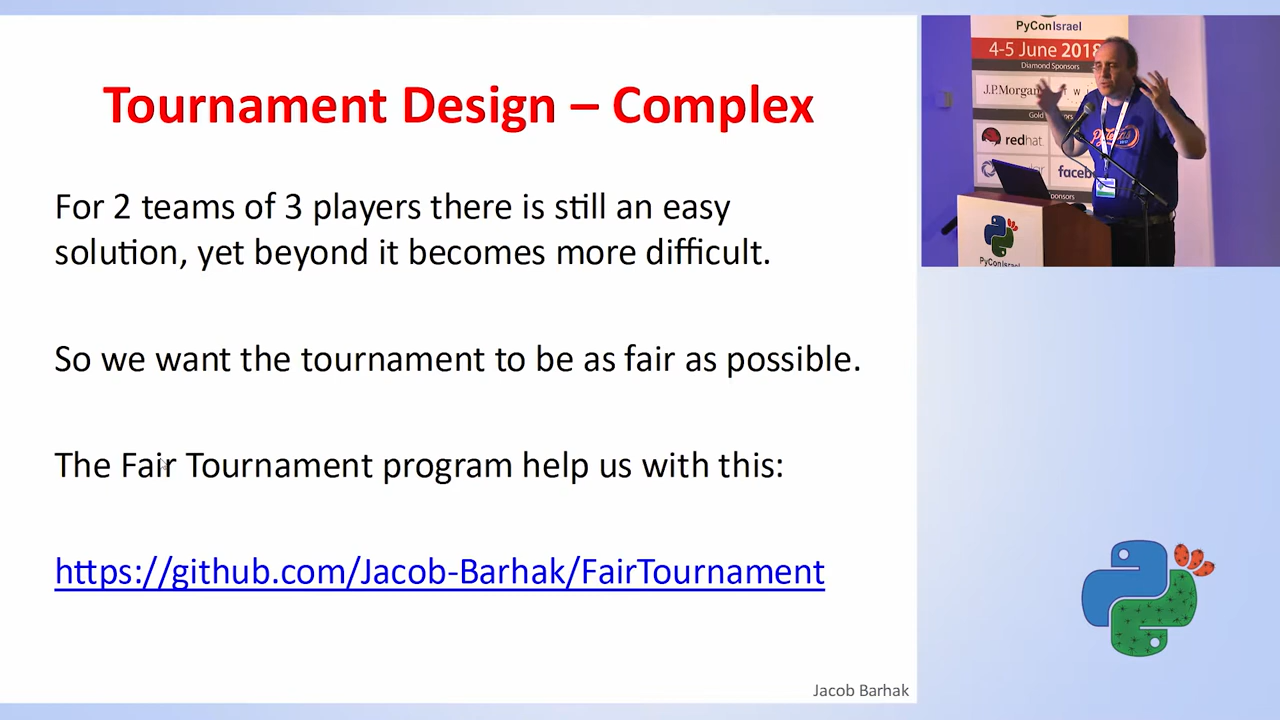 Tournament Design – Complex
For 2 teams of 3 players there is still an easy
solution, yet beyond it becomes more difficult.
So we want the tournament to be as fair as possible.
The Fair Tournament program help us with this:
https://github.com/Jacob-Barhak/FairTournament
Jacob Barhak
PyConIsrael
4-5 June 2018
Diamond Sponsors
J.P.Morgan
redhat
PyTexas
PyConIsrael